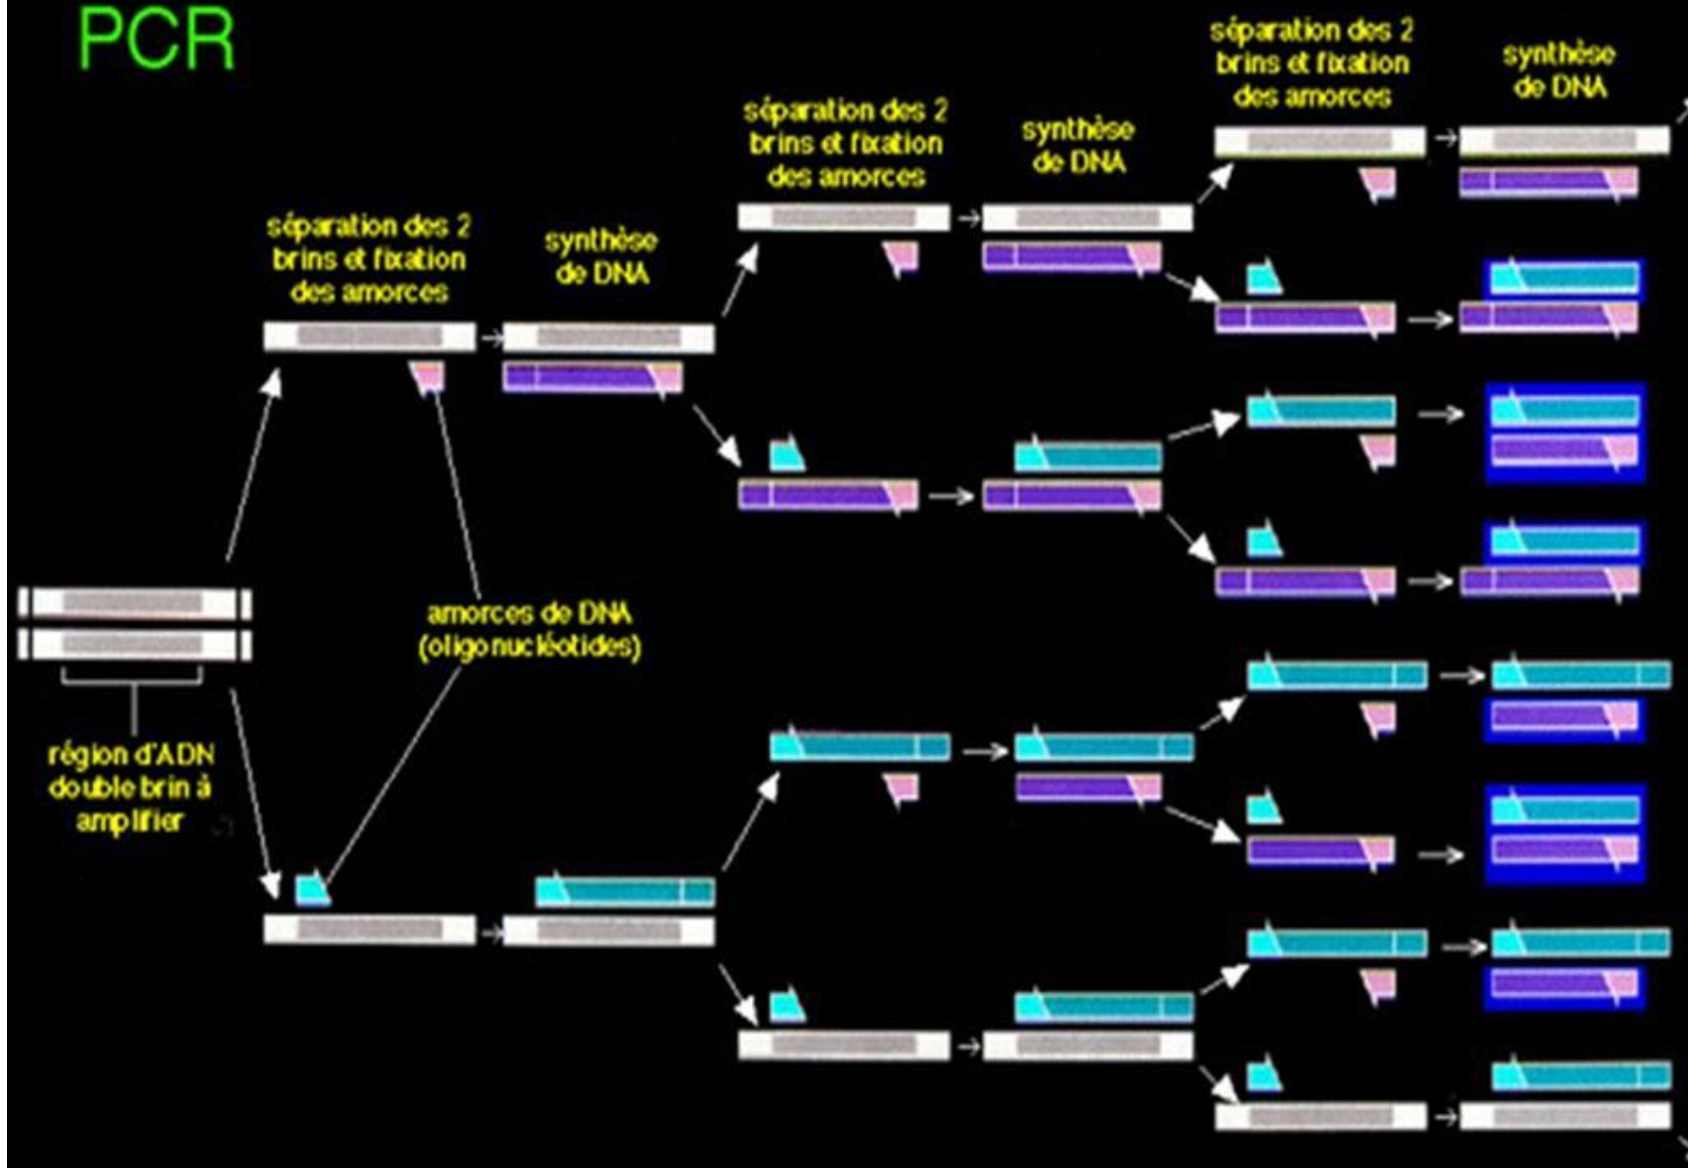 PCR
séparation des 2
brins et fixation
des amorces
synthèse
de DNA
séparation des 2
brins et fixation
des amorces
synthèse
de DNA
séparation des 2
brins et fixation
des amorces
synthèse
de DNA
amorces de DNA
(oligonucléotides)
région d'ADN
double brin à
amplifier